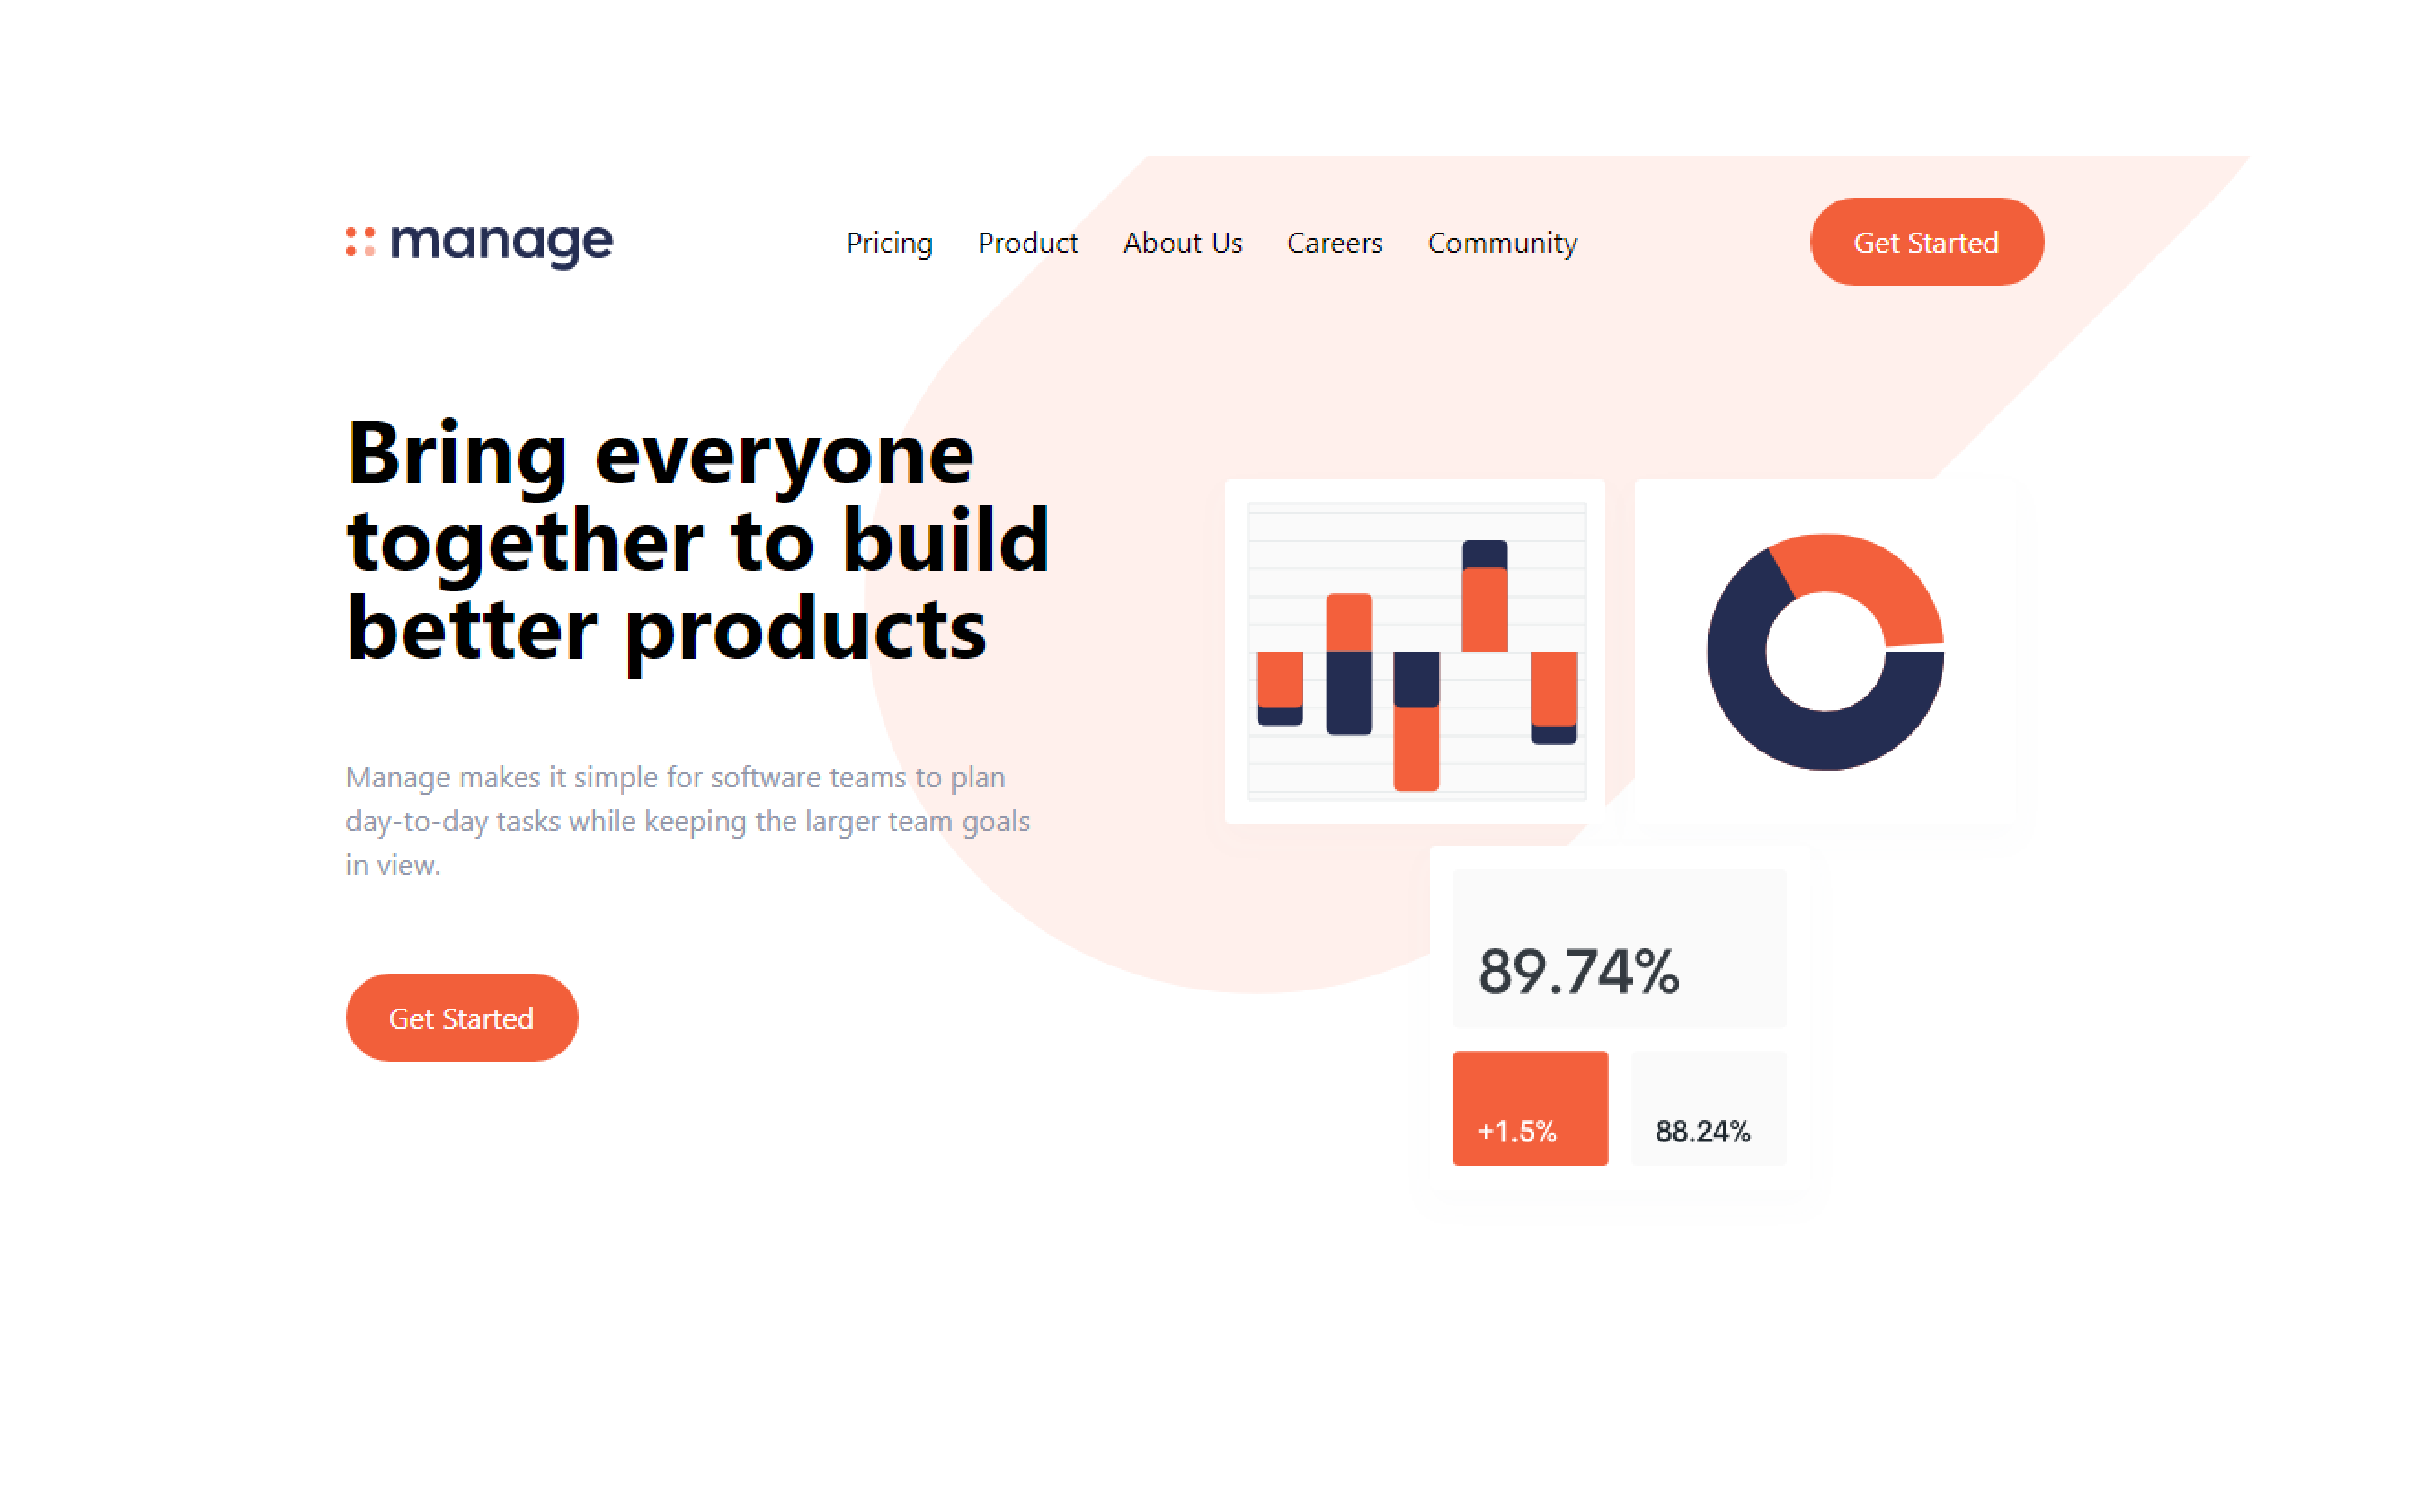 manage
Pricing
Product
About Us
Careers
Community
Get Started
Bring everyone
together to build
better products
Manage makes it simple for software teams to plan
day-to-day tasks while keeping the larger team goals
in view.
Get Started
89.74%
+1.5%
88.24%